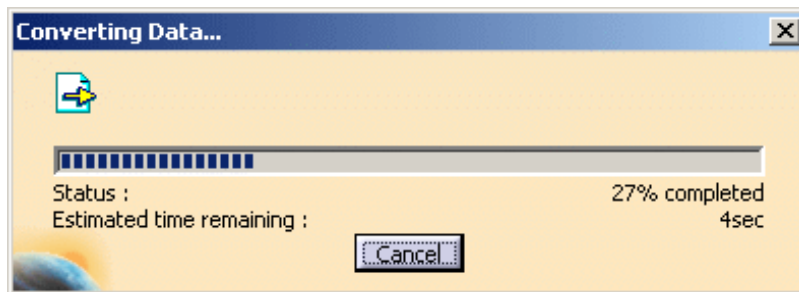 Converting Data...
Status : 27% completed
Estimated time remaining : 4sec
Cancel